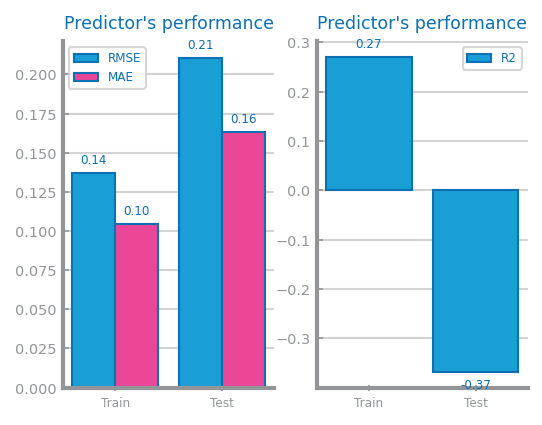 Predictor's performance
RMSE
MAE
0.200
0.175
0.150
0.125
0.100
0.075
0.050
0.025
0.000
0.14
0.10
0.21
0.16
Train
Test
Predictor's performance
R2
0.3
0.2
0.1
0.0
−0.1
−0.2
−0.3
0.27
-0.37
Train
Test